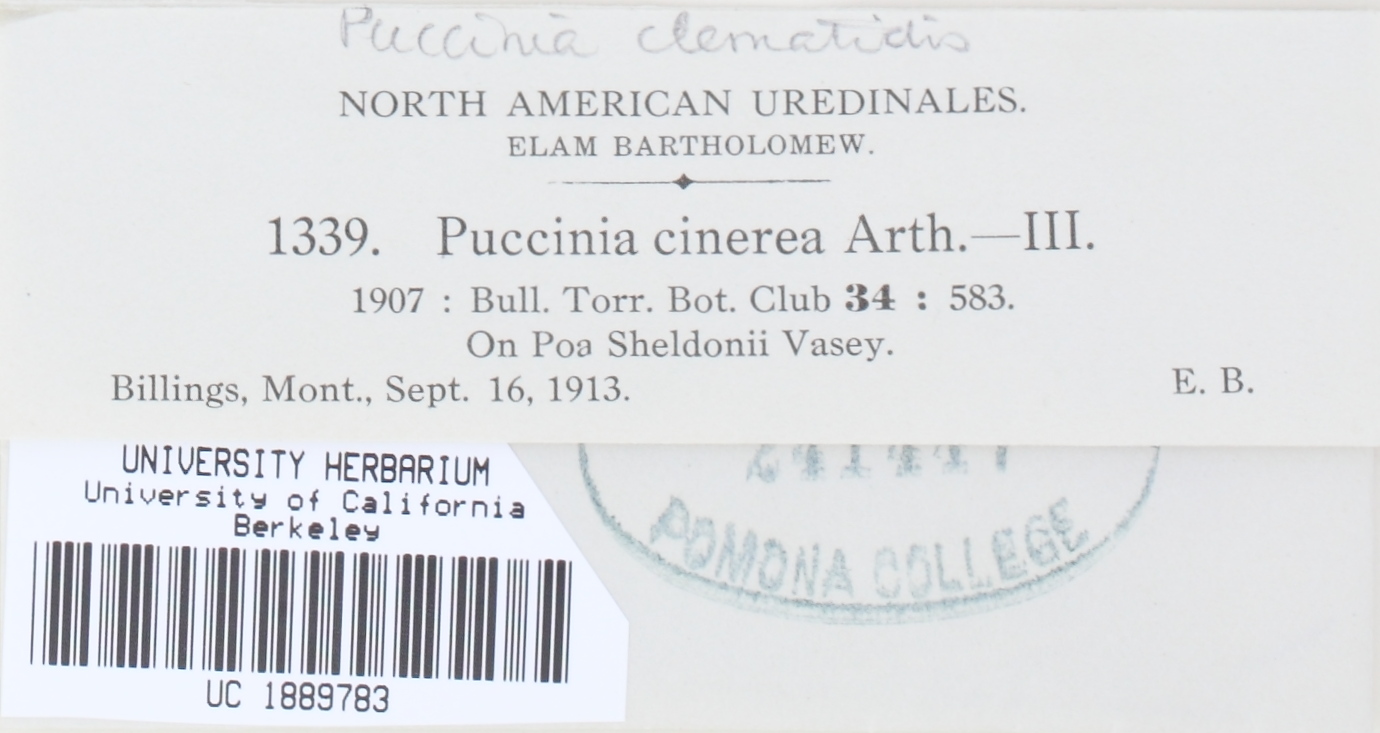 Puccinia clematidis
NORTH AMERICAN UREDINALES.
ELAM BARTHOLOMEW.
1339. Puccinia cinerea Arth.—III.
1907 : Bull. Torr. Bot. Club 34 : 583.
On Poa Sheldonii Vasey.
Billings, Mont., Sept. 16, 1913.
E. B.
UNIVERSITY HERBARIUM
University of California
Berkeley
UC 1889783
POMONA COLLEGE